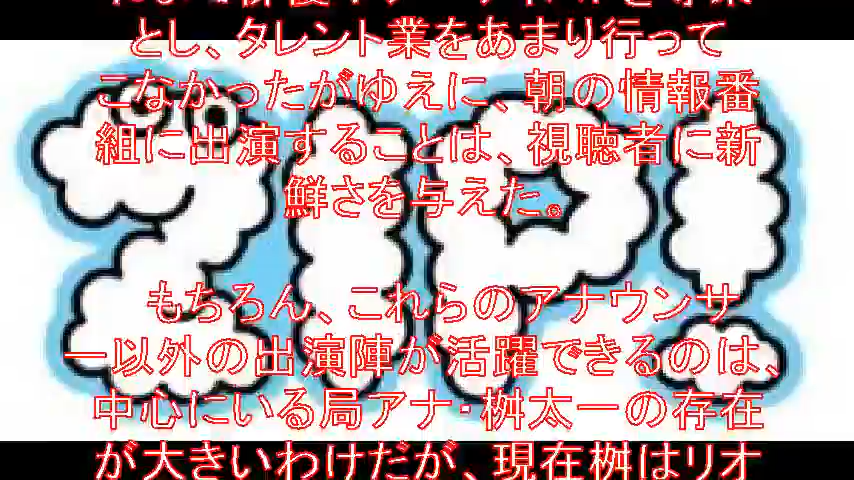 とし、タレント業をあまり行って
こなかったがゆえに、朝の情報番
組に出演することは、視聴者に新
鮮さを与えた。
もちろん、これらのアナウンサ
ー以外の出演陣が活躍できるのは、
中心にいる局アナ・桝太一の存在
が大きいわけだが、現在桝はリオ
ZIP!